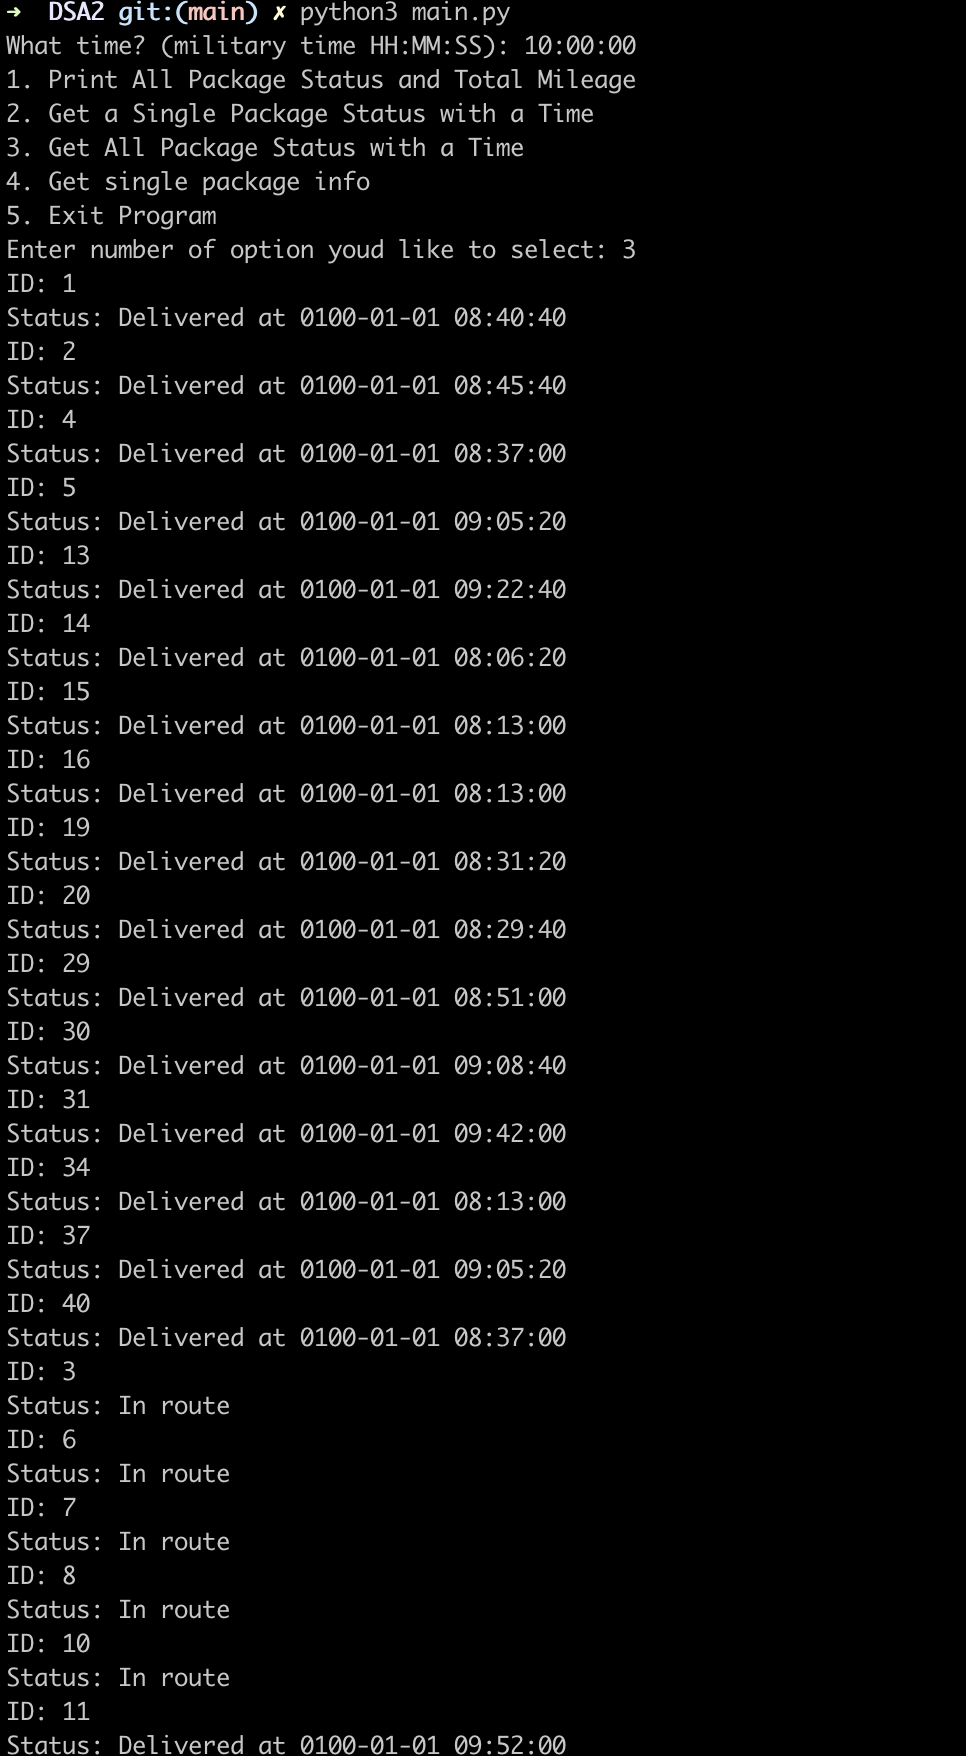 ➜  DSA2 git:(main) ✗ python3 main.py
What time? (military time HH:MM:SS): 10:00:00
1. Print All Package Status and Total Mileage
2. Get a Single Package Status with a Time
3. Get All Package Status with a Time
4. Get single package info
5. Exit Program
Enter number of option youd like to select: 3
ID: 1
Status: Delivered at 0100-01-01 08:40:40
ID: 2
Status: Delivered at 0100-01-01 08:45:40
ID: 4
Status: Delivered at 0100-01-01 08:37:00
ID: 5
Status: Delivered at 0100-01-01 09:05:20
ID: 13
Status: Delivered at 0100-01-01 09:22:40
ID: 14
Status: Delivered at 0100-01-01 08:06:20
ID: 15
Status: Delivered at 0100-01-01 08:13:00
ID: 16
Status: Delivered at 0100-01-01 08:13:00
ID: 19
Status: Delivered at 0100-01-01 08:31:20
ID: 20
Status: Delivered at 0100-01-01 08:29:40
ID: 29
Status: Delivered at 0100-01-01 08:51:00
ID: 30
Status: Delivered at 0100-01-01 09:08:40
ID: 31
Status: Delivered at 0100-01-01 09:42:00
ID: 34
Status: Delivered at 0100-01-01 08:13:00
ID: 37
Status: Delivered at 0100-01-01 09:05:20
ID: 40
Status: Delivered at 0100-01-01 08:37:00
ID: 3
Status: In route
ID: 6
Status: In route
ID: 7
Status: In route
ID: 8
Status: In route
ID: 10
Status: In route
ID: 11
Status: Delivered at 0100-01-01 09:52:00